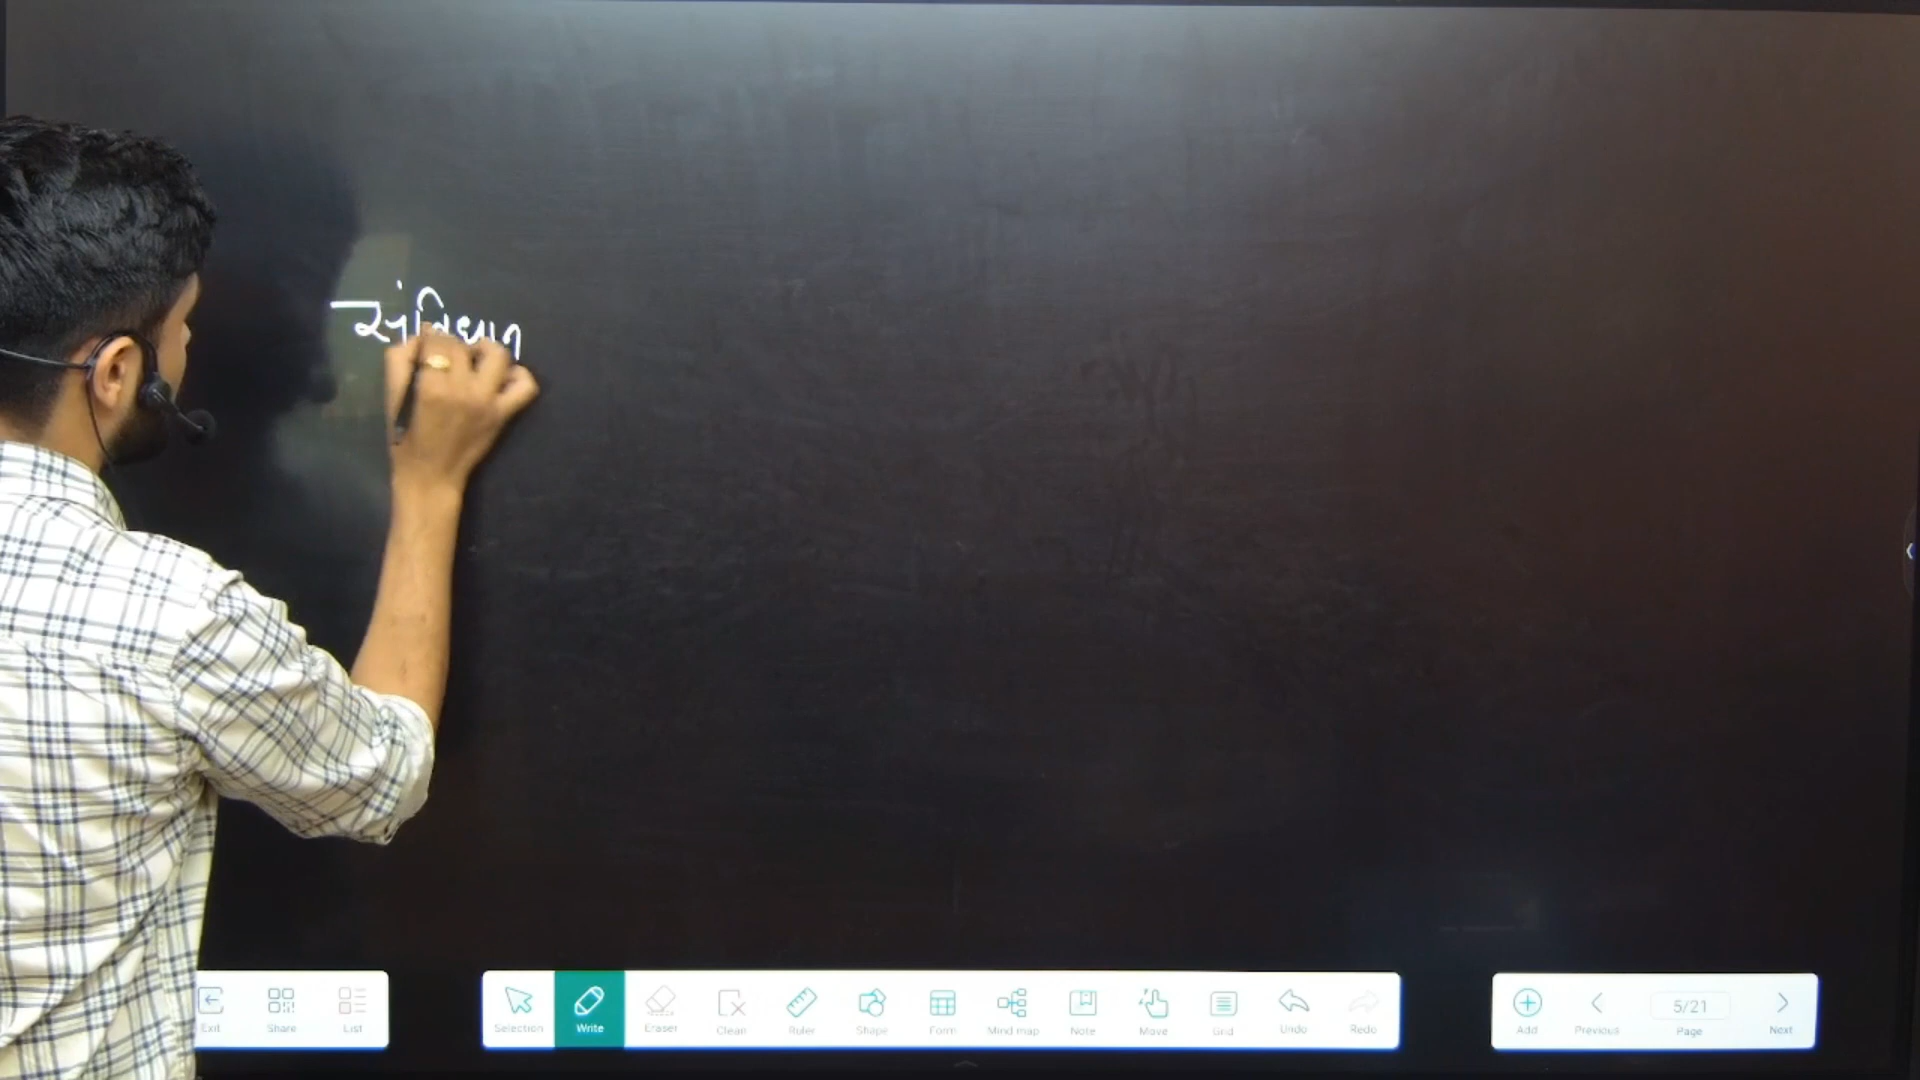 संविधान
Exit Share List Selection Write Eraser Clean Ruler Shape Form Mind map Note Move Grid Undo Redo Add Previous 5/21 Page Next